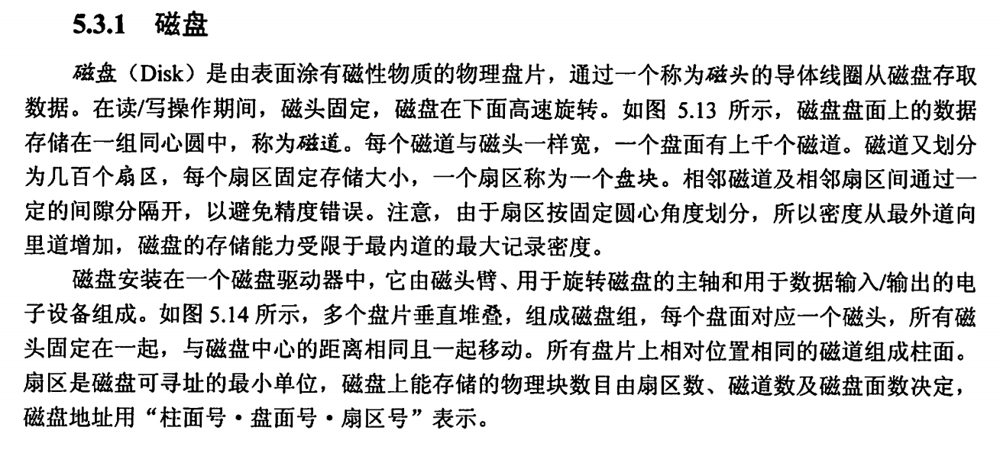 5.3.1 磁盘
磁盘（Disk）是由表面涂有磁性物质的物理盘片，通过一个称为磁头的导体线圈从磁盘存取
数据。在读/写操作期间，磁头固定，磁盘在下面高速旋转。如图 5.13 所示，磁盘盘面上的数据
存储在一组同心圆中，称为磁道。每个磁道与磁头一样宽，一个盘面有上千个磁道。磁道又划分
为几百个扇区，每个扇区固定存储大小，一个扇区称为一个盘块。相邻磁道及相邻扇区间通过一
定的间隙分隔开，以避免精度错误。注意，由于扇区按固定圆心角度划分，所以密度从最外道向
里道增加，磁盘的存储能力受限于最内道的最大记录密度。
磁盘安装在一个磁盘驱动器中，它由磁头臂、用于旋转磁盘的主轴和用于数据输入/输出的电
子设备组成。如图 5.14 所示，多个盘片垂直堆叠，组成磁盘组，每个盘面对应一个磁头，所有磁
头固定在一起，与磁盘中心的距离相同且一起移动。所有盘片上相对位置相同的磁道组成柱面。
扇区是磁盘可寻址的最小单位，磁盘上能存储的物理块数目由扇区数、磁道数及磁盘面数决定，
磁盘地址用“柱面号·盘面号·扇区号”表示。